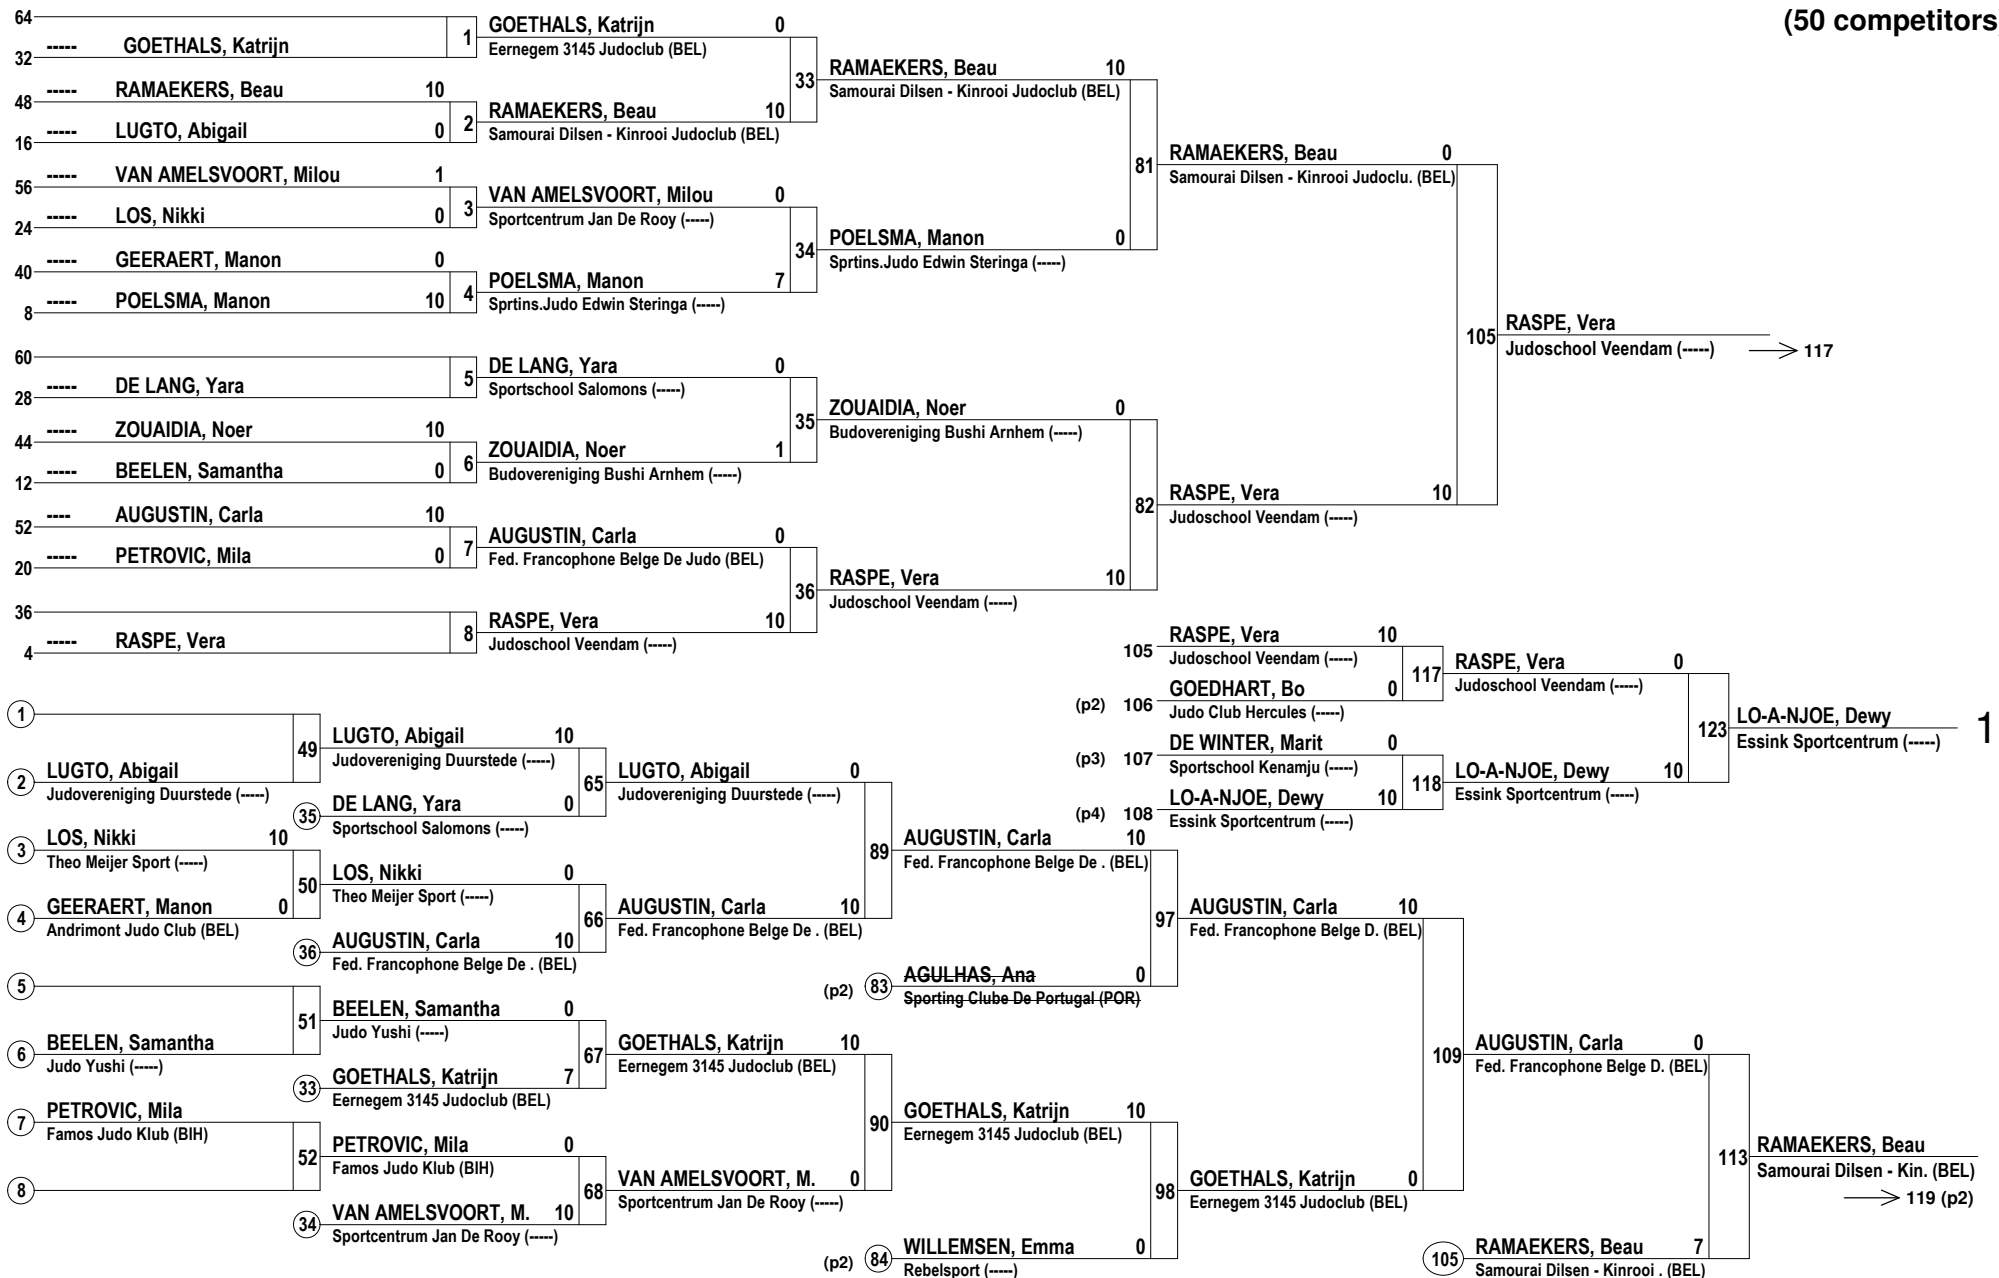 (50 competitors)
64
32
----- GOETHALS, Katrijn
1
GOETHALS, Katrijn 0
Eernegem 3145 Judoclub (BEL)
33
RAMAEKERS, Beau 10
Samourai Dilsen - Kinrooi Judoclub (BEL)
48
16
----- RAMAEKERS, Beau 10
----- LUGTO, Abigail 0
2
RAMAEKERS, Beau 10
Samourai Dilsen - Kinrooi Judoclub (BEL)
81
RAMAEKERS, Beau 0
Samourai Dilsen - Kinrooi Judoclu. (BEL)
56
24
----- VAN AMELSVOORT, Milou 1
----- LOS, Nikki 0
3
VAN AMELSVOORT, Milou 0
Sportcentrum Jan De Rooy (-----)
34
POELSMA, Manon 0
Sprtins.Judo Edwin Steringa (-----)
40
8
----- GEERAERT, Manon 0
----- POELSMA, Manon 10
4
POELSMA, Manon 7
Sprtins.Judo Edwin Steringa (-----)
105
RASPE, Vera
Judoschool Veendam (-----)
117
60
28
----- DE LANG, Yara
5
DE LANG, Yara 0
Sportschool Salomons (-----)
35
ZOUAIDIA, Noer 0
Budovereniging Bushi Arnhem (-----)
44
12
----- ZOUAIDIA, Noer 10
----- BEELEN, Samantha 0
6
ZOUAIDIA, Noer 1
Budovereniging Bushi Arnhem (-----)
82
RASPE, Vera 10
Judoschool Veendam (-----)
52
20
---- AUGUSTIN, Carla 10
----- PETROVIC, Mila 0
7
AUGUSTIN, Carla 0
Fed. Francophone Belge De Judo (BEL)
36
RASPE, Vera 10
Judoschool Veendam (-----)
36
4
----- RASPE, Vera
8
RASPE, Vera 10
Judoschool Veendam (-----)
105
RASPE, Vera 10
Judoschool Veendam (-----)
117
RASPE, Vera 0
Judoschool Veendam (-----)
(p2) 106
GOEDHART, Bo 0
Judo Club Hercules (-----)
123
LO-A-NJOE, Dewy
Essink Sportcentrum (-----)
1
(p3) 107
DE WINTER, Marit 0
Sportschool Kenamju (-----)
118
LO-A-NJOE, Dewy 10
Essink Sportcentrum (-----)
(p4) 108
LO-A-NJOE, Dewy 10
Essink Sportcentrum (-----)
1
2
LUGTO, Abigail
Judovereniging Duurstede (-----)
49
LUGTO, Abigail 10
Judovereniging Duurstede (-----)
35
DE LANG, Yara 0
Sportschool Salomons (-----)
65
LUGTO, Abigail 0
Judovereniging Duurstede (-----)
3
LOS, Nikki 10
Theo Meijer Sport (-----)
4
GEERAERT, Manon 0
Andrimont Judo Club (BEL)
50
LOS, Nikki 0
Theo Meijer Sport (-----)
36
AUGUSTIN, Carla 10
Fed. Francophone Belge De . (BEL)
66
AUGUSTIN, Carla 10
Fed. Francophone Belge De . (BEL)
89
AUGUSTIN, Carla 10
Fed. Francophone Belge De . (BEL)
(p2) 83
AGULHAS, Ana 0
Sporting Clube De Portugal (POR)
97
AUGUSTIN, Carla 10
Fed. Francophone Belge D. (BEL)
5
6
BEELEN, Samantha
Judo Yushi (-----)
51
BEELEN, Samantha 0
Judo Yushi (-----)
33
GOETHALS, Katrijn 7
Eernegem 3145 Judoclub (BEL)
67
GOETHALS, Katrijn 10
Eernegem 3145 Judoclub (BEL)
7
PETROVIC, Mila
Famos Judo Klub (BIH)
8
52
PETROVIC, Mila 0
Famos Judo Klub (BIH)
34
VAN AMELSVOORT, M. 10
Sportcentrum Jan De Rooy (-----)
68
VAN AMELSVOORT, M. 0
Sportcentrum Jan De Rooy (-----)
90
GOETHALS, Katrijn 10
Eernegem 3145 Judoclub (BEL)
(p2) 84
WILLEMSEN, Emma 0
Rebelsport (-----)
98
GOETHALS, Katrijn 0
Eernegem 3145 Judoclub (BEL)
109
AUGUSTIN, Carla 0
Fed. Francophone Belge D. (BEL)
105
RAMAEKERS, Beau 7
Samourai Dilsen - Kinrooi . (BEL)
113
RAMAEKERS, Beau
Samourai Dilsen - Kin. (BEL)
119 (p2)